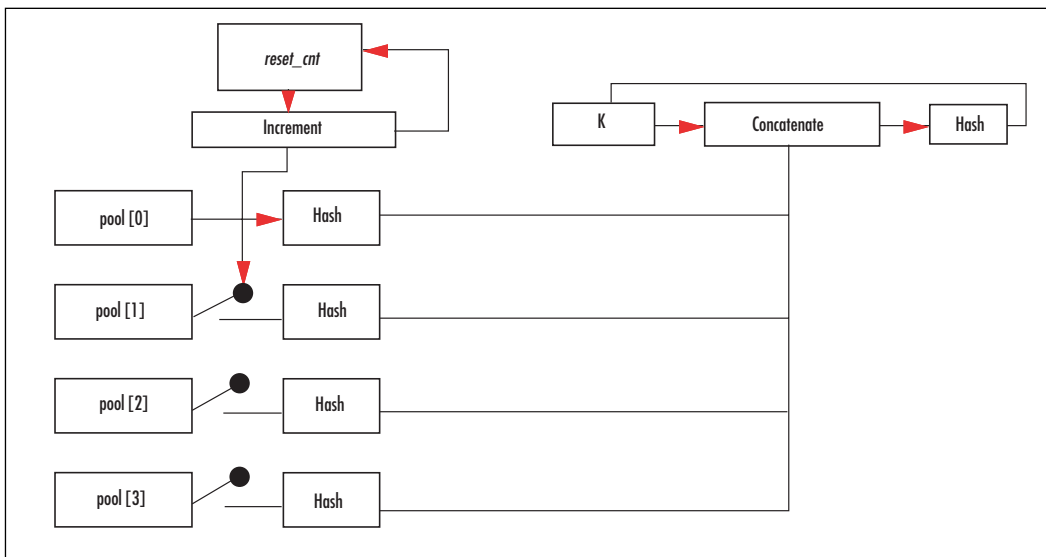 reset_cnt
Increment
K
Concatenate
Hash
pool [0]
Hash
pool [1]
Hash
pool [2]
Hash
pool [3]
Hash